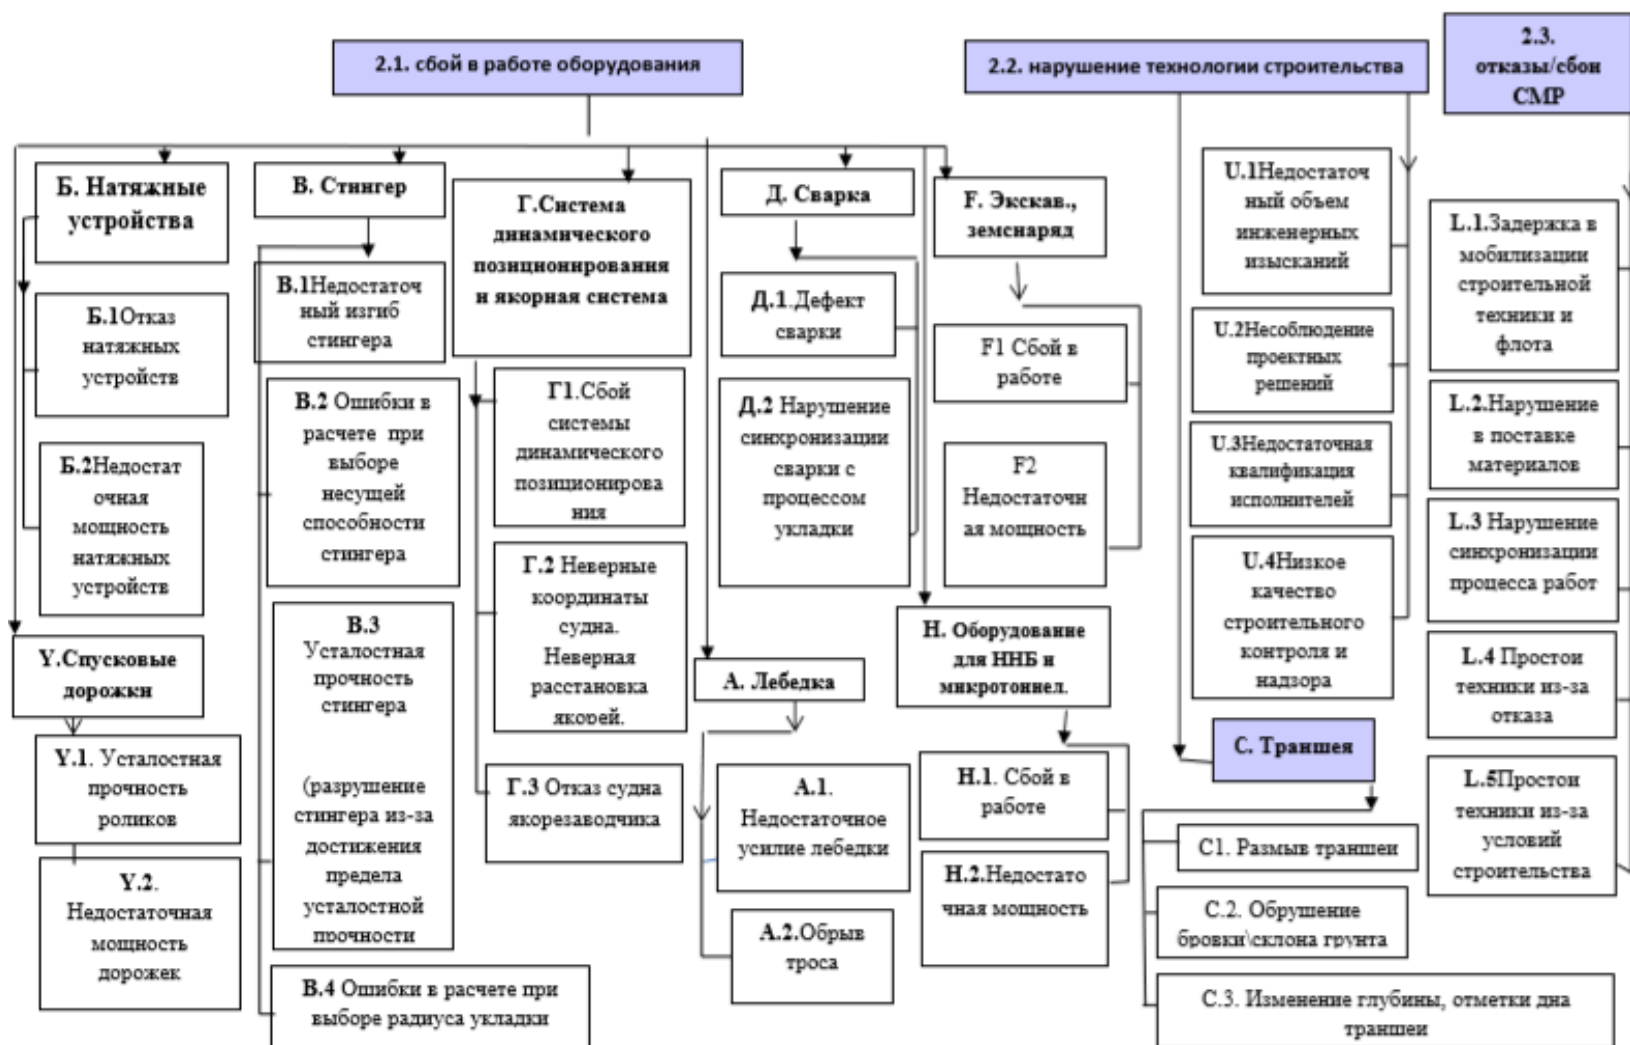 2.1. сбой в работе оборудования
2.2. нарушение технологии строительства
2.3.
отказы/сбои
СМР
Б. Натяжные
устройства
Б.1Отказ
натяжных
устройств
Б.2Недостат
очная
мощность
натяжных
устройств
Y.Спусковые
дорожки
Y.1. Усталостная
прочность
роликов
Y.2.
Недостаточная
мощность
дорожек
В. Стингер
В.1Недостаточ
ный изгиб
стингера
В.2 Ошибки в
расчете при
выборе
несущей
способности
стингера
В.3
Усталостная
прочность
стингера
(разрушение
стингера из-за
достижения
предела
усталостной
прочности
В.4 Ошибки в расчете при
выборе радиуса укладки
Г.Система
динамического
позиционирования
и якорная система
Г1.Сбой
системы
динамического
позиционирова
ния
Г.2 Неверные
координаты
судна.
Неверная
расстановка
якорей.
Г.3 Отказ судна
якорезаводчика
А. Лебедка
А.1.
Недостаточное
усилие лебедки
А.2.Обрыв
троса
Д. Сварка
Д.1.Дефект
сварки
Д.2 Нарушение
синхронизации
сварки с
процессом
укладки
F. Экскав.,
земснаряд
F1 Сбой в
работе
F2
Недостаточн
ая мощность
Н. Оборудование
для ННБ и
микротоннел.
Н.1. Сбой в
работе
Н.2.Недостато
чная мощность
U.1Недостаточ
ный объем
инженерных
изысканий
U.2Несоблюдение
проектных
решений
U.3Недостаточная
квалификация
исполнителей
U.4Низкое
качество
строительного
контроля и
надзора
С. Траншея
С1. Размыв траншеи
С.2. Обрушение
бровки\склона грунта
С.3. Изменение глубины, отметки дна
траншеи
L.1.Задержка в
мобилизации
строительной
техники и
флота
L.2.Нарушение
в поставке
материалов
L.3 Нарушение
синхронизации
процесса работ
L.4 Простои
техники из-за
отказа
L.5Простои
техники из-за
условий
строительства